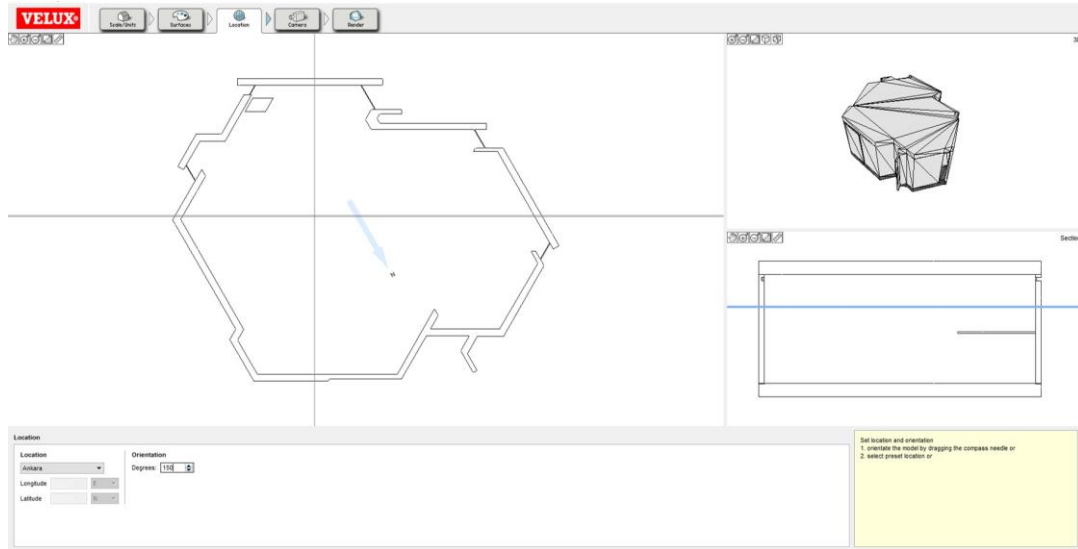 VELUX®
Scale/Units
Surfaces
Location
Camera
Render
N
Section
Location
Location
Orientation
Ankara
Degrees: 150
Longitude
E
Latitude
N
Set location and orientation
1. orientate the model by dragging the compass needle or
2. select preset location or